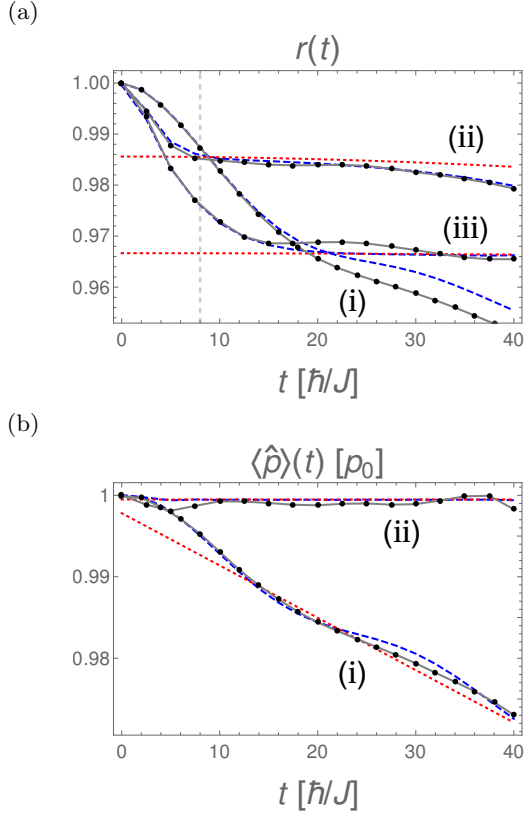 (a)
r(t)
1.00
0.99
0.98
0.97
0.96
(ii)
(iii)
(i)
0 10 20 30 40
t [ħ/J]
(b)
⟨p̂⟩(t) [p₀]
1
0.99
0.98
(ii)
(i)
0 10 20 30 40
t [ħ/J]